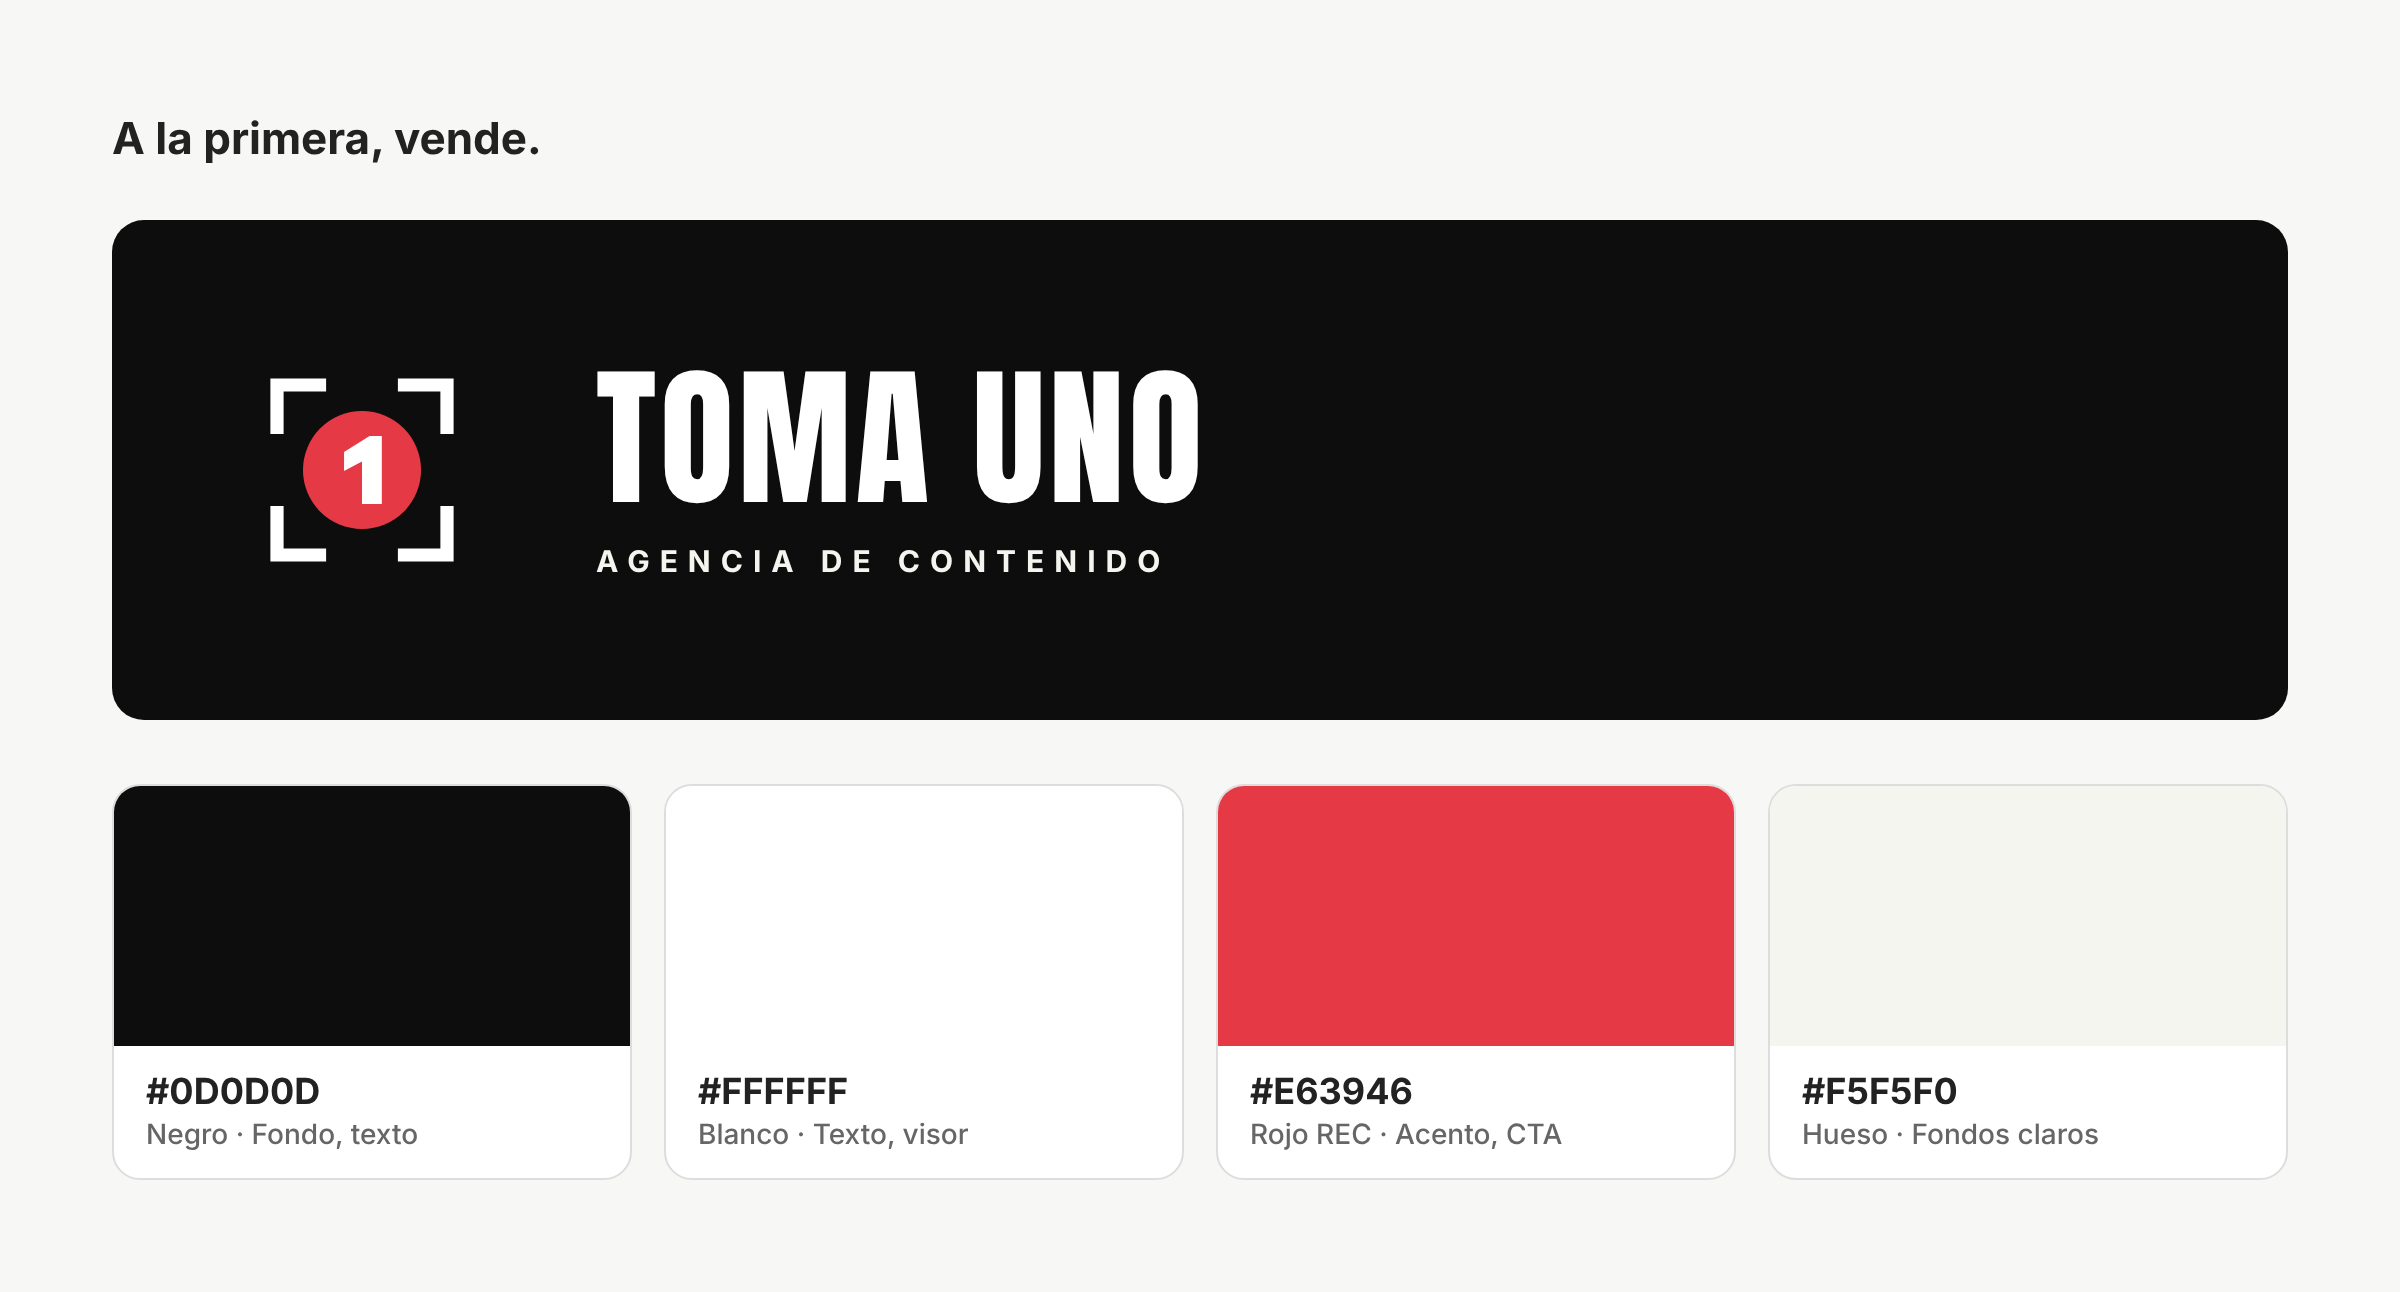 A la primera, vende.
1
TOMA UNO
AGENCIA DE CONTENIDO
#0D0D0D
Negro · Fondo, texto
#FFFFFF
Blanco · Texto, visor
#E63946
Rojo REC · Acento, CTA
#F5F5F0
Hueso · Fondos claros